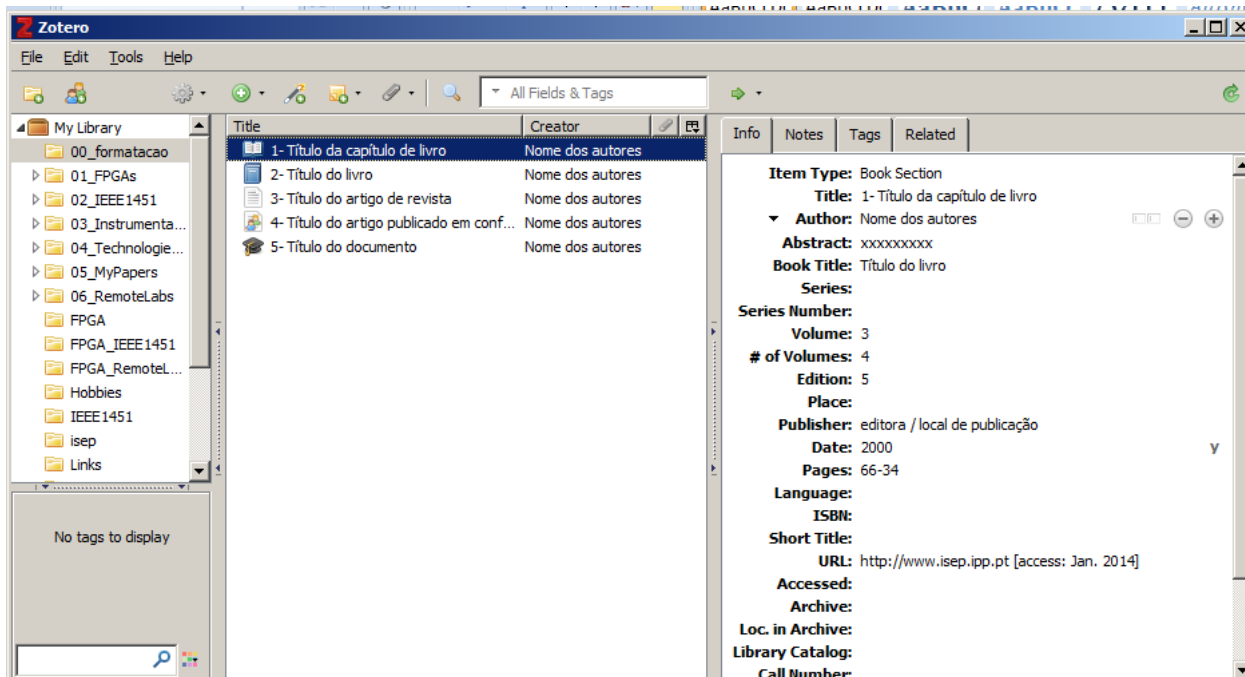 Zotero
File Edit Tools Help
All Fields & Tags
My Library
00_formatacao
01_FPGAs
02_IEEE1451
03_Instrumenta...
04_Technologie...
05_MyPapers
06_RemoteLabs
FPGA
FPGA_IEEE1451
FPGA_RemoteL...
Hobbies
IEEE1451
isep
Links
No tags to display
Title Creator
1- Título da capítulo de livro Nome dos autores
2- Título do livro Nome dos autores
3- Título do artigo de revista Nome dos autores
4- Título do artigo publicado em conf... Nome dos autores
5- Título do documento Nome dos autores
Info Notes Tags Related
Item Type: Book Section
Title: 1- Título da capítulo de livro
Author: Nome dos autores
Abstract: xxxxxxxxx
Book Title: Título do livro
Series:
Series Number:
Volume: 3
# of Volumes: 4
Edition: 5
Place:
Publisher: editora / local de publicação
Date: 2000 y
Pages: 66-34
Language:
ISBN:
Short Title:
URL: http://www.isep.ipp.pt [access: Jan. 2014]
Accessed:
Archive:
Loc. in Archive:
Library Catalog:
Call Number: